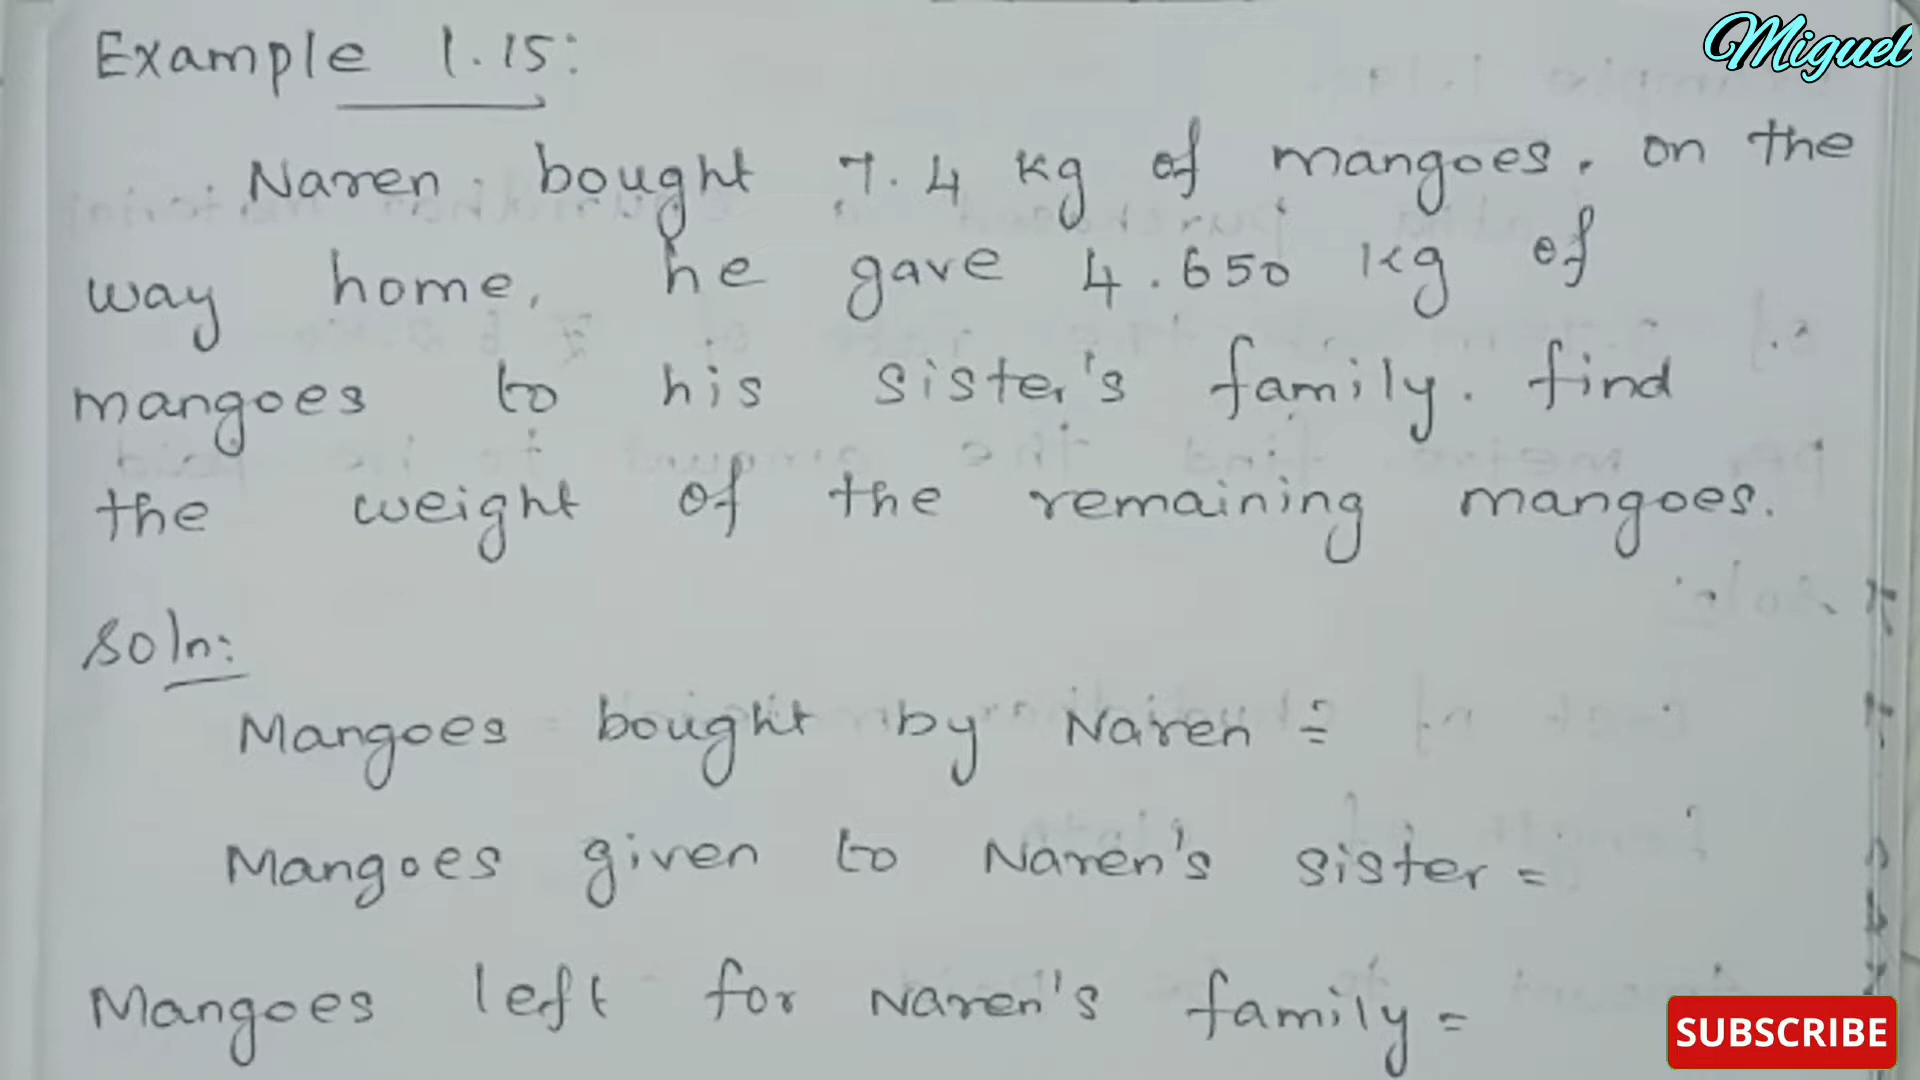 Example 1.15:
Miguel
Naren bought 7.4 kg of mangoes. on the
way home, he gave 4.650 kg of
mangoes to his sister's family. find
the weight of the remaining mangoes.
Soln:
Mangoes bought by Naren =
Mangoes given to Naren's sister =
Mangoes left for Naren's family =
SUBSCRIBE